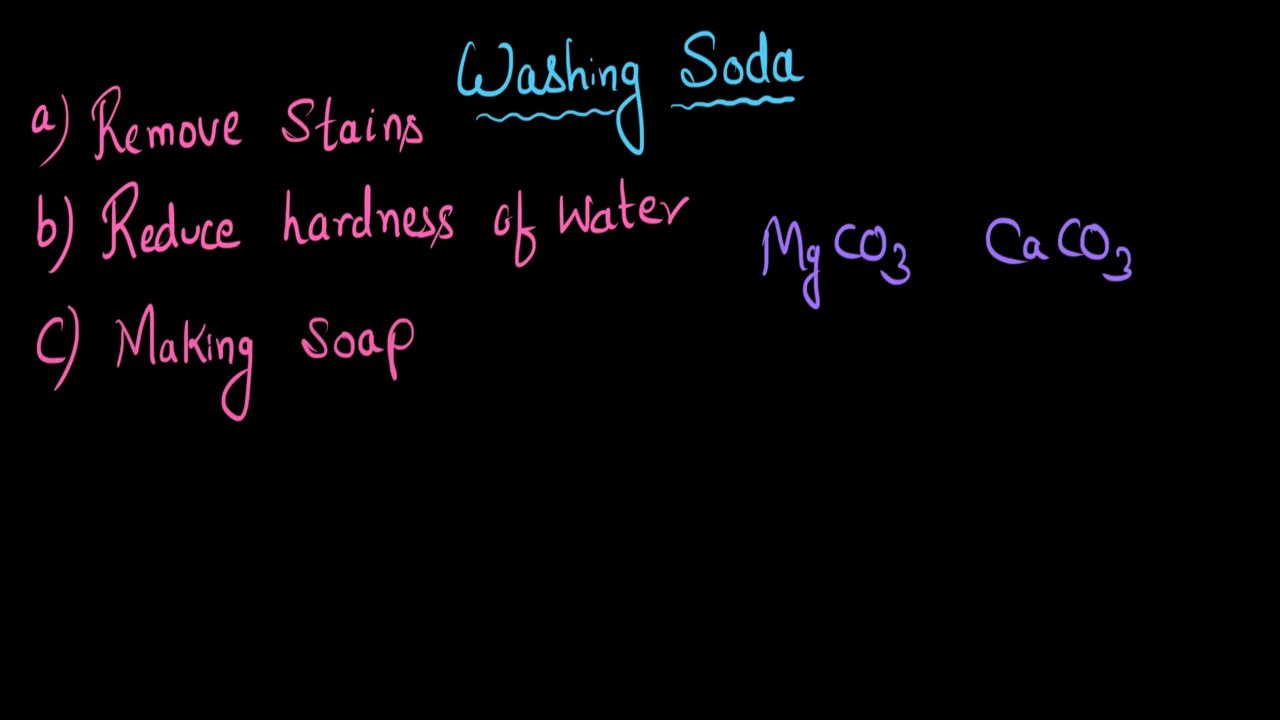 Washing Soda
a) Remove Stains
b) Reduce hardness of water
MgCO3 CaCO3
c) Making Soap